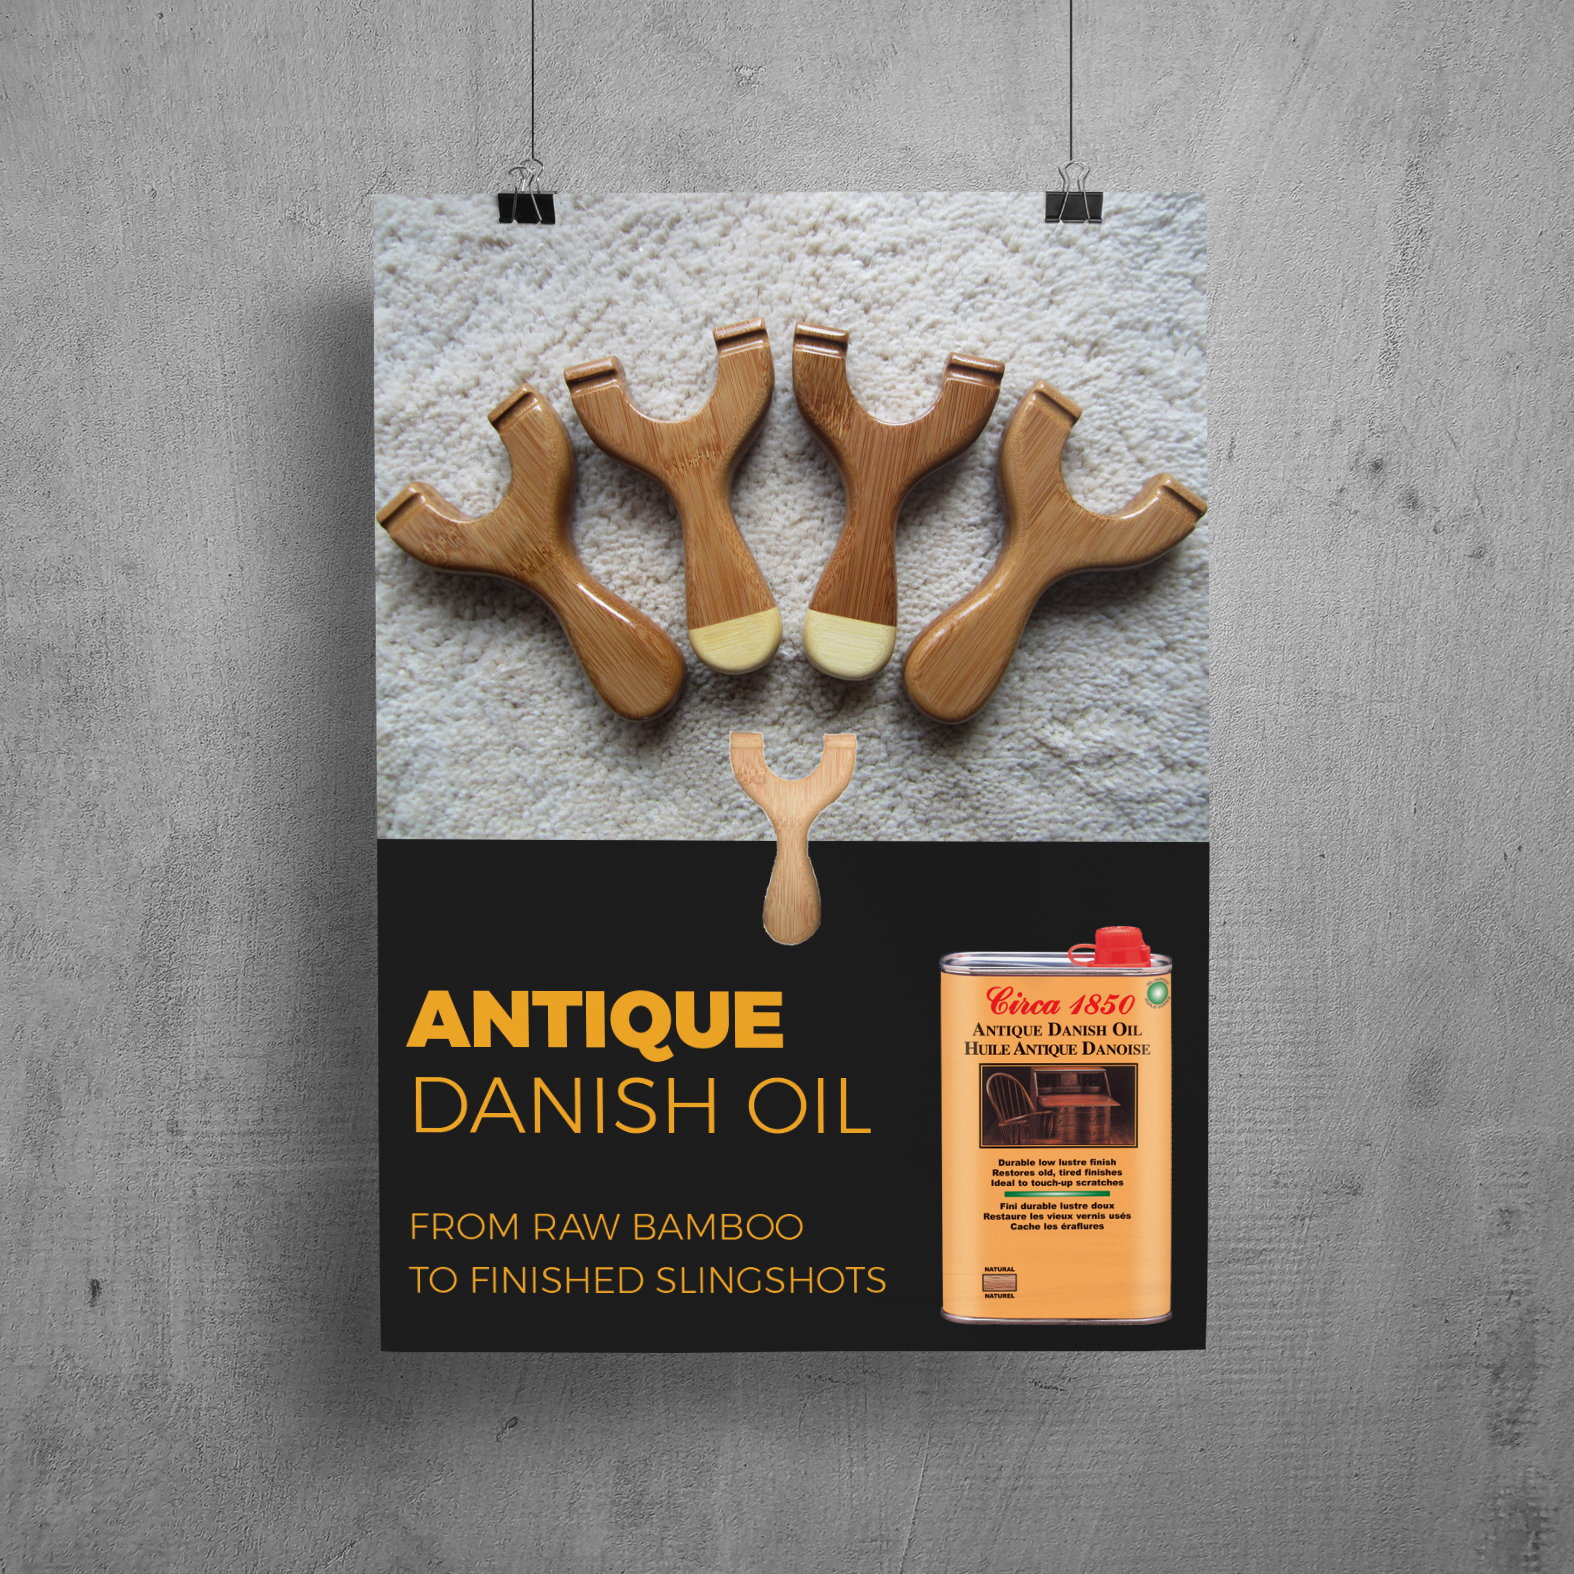 ANTIQUE
DANISH OIL
FROM RAW BAMBOO
TO FINISHED SLINGSHOTS
Circa 1850
ANTIQUE DANISH OIL
HUILE ANTIQUE DANOISE
Durable low lustre finish
Restores old, tired finishes
Ideal to touch-up scratches
Fini durable lustre doux
Restaure les vieux vernis usés
Cache les éraflures
NATURAL
NATUREL